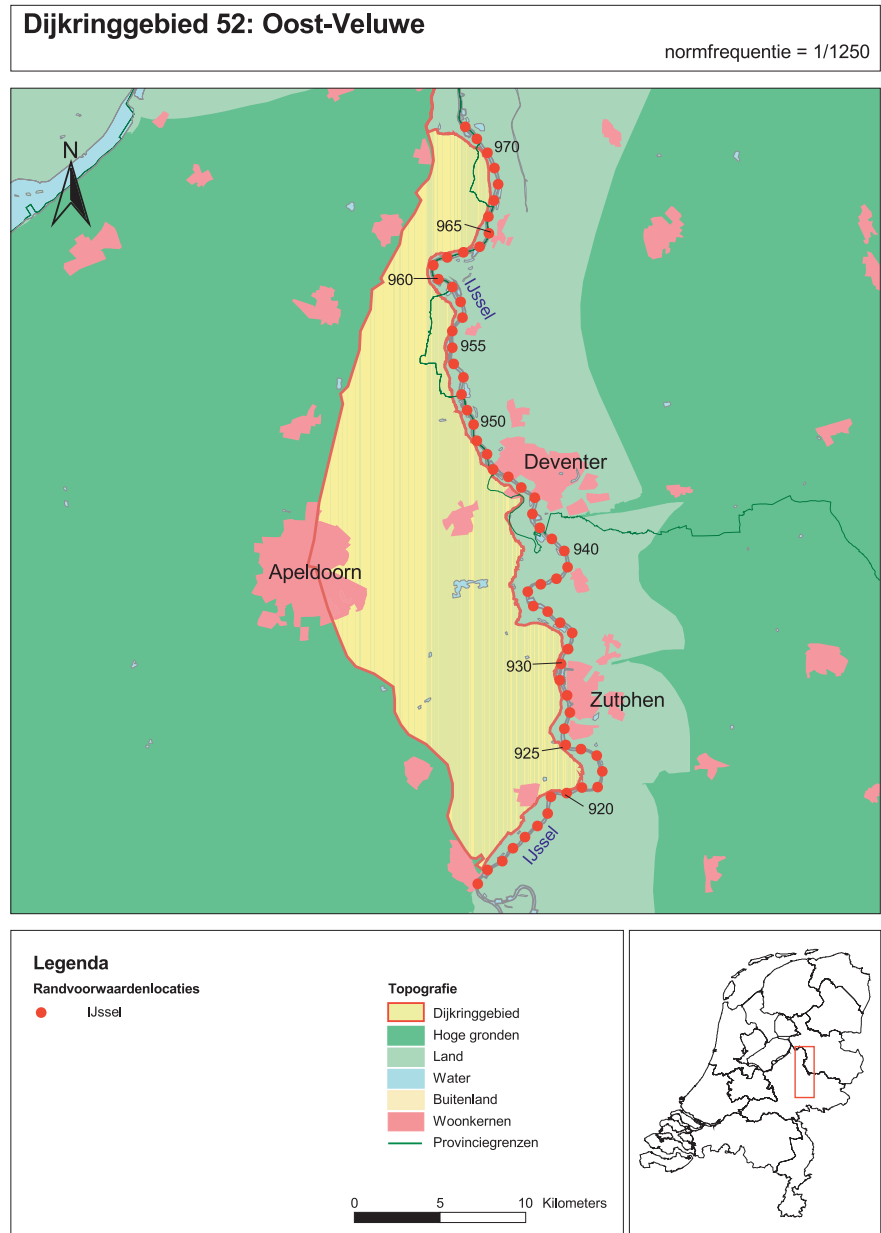 Dijkringgebied 52: Oost-Veluwe
normfrequentie = 1/1250
N
970
965
960
IJssel
955
950
Deventer
940
Apeldoorn
930
Zutphen
925
920
IJssel
Legenda
Randvoorwaardenlocaties
IJssel
Topografie
Dijkringgebied
Hoge gronden
Land
Water
Buitenland
Woonkernen
Provinciegrenzen
0 5 10 Kilometers